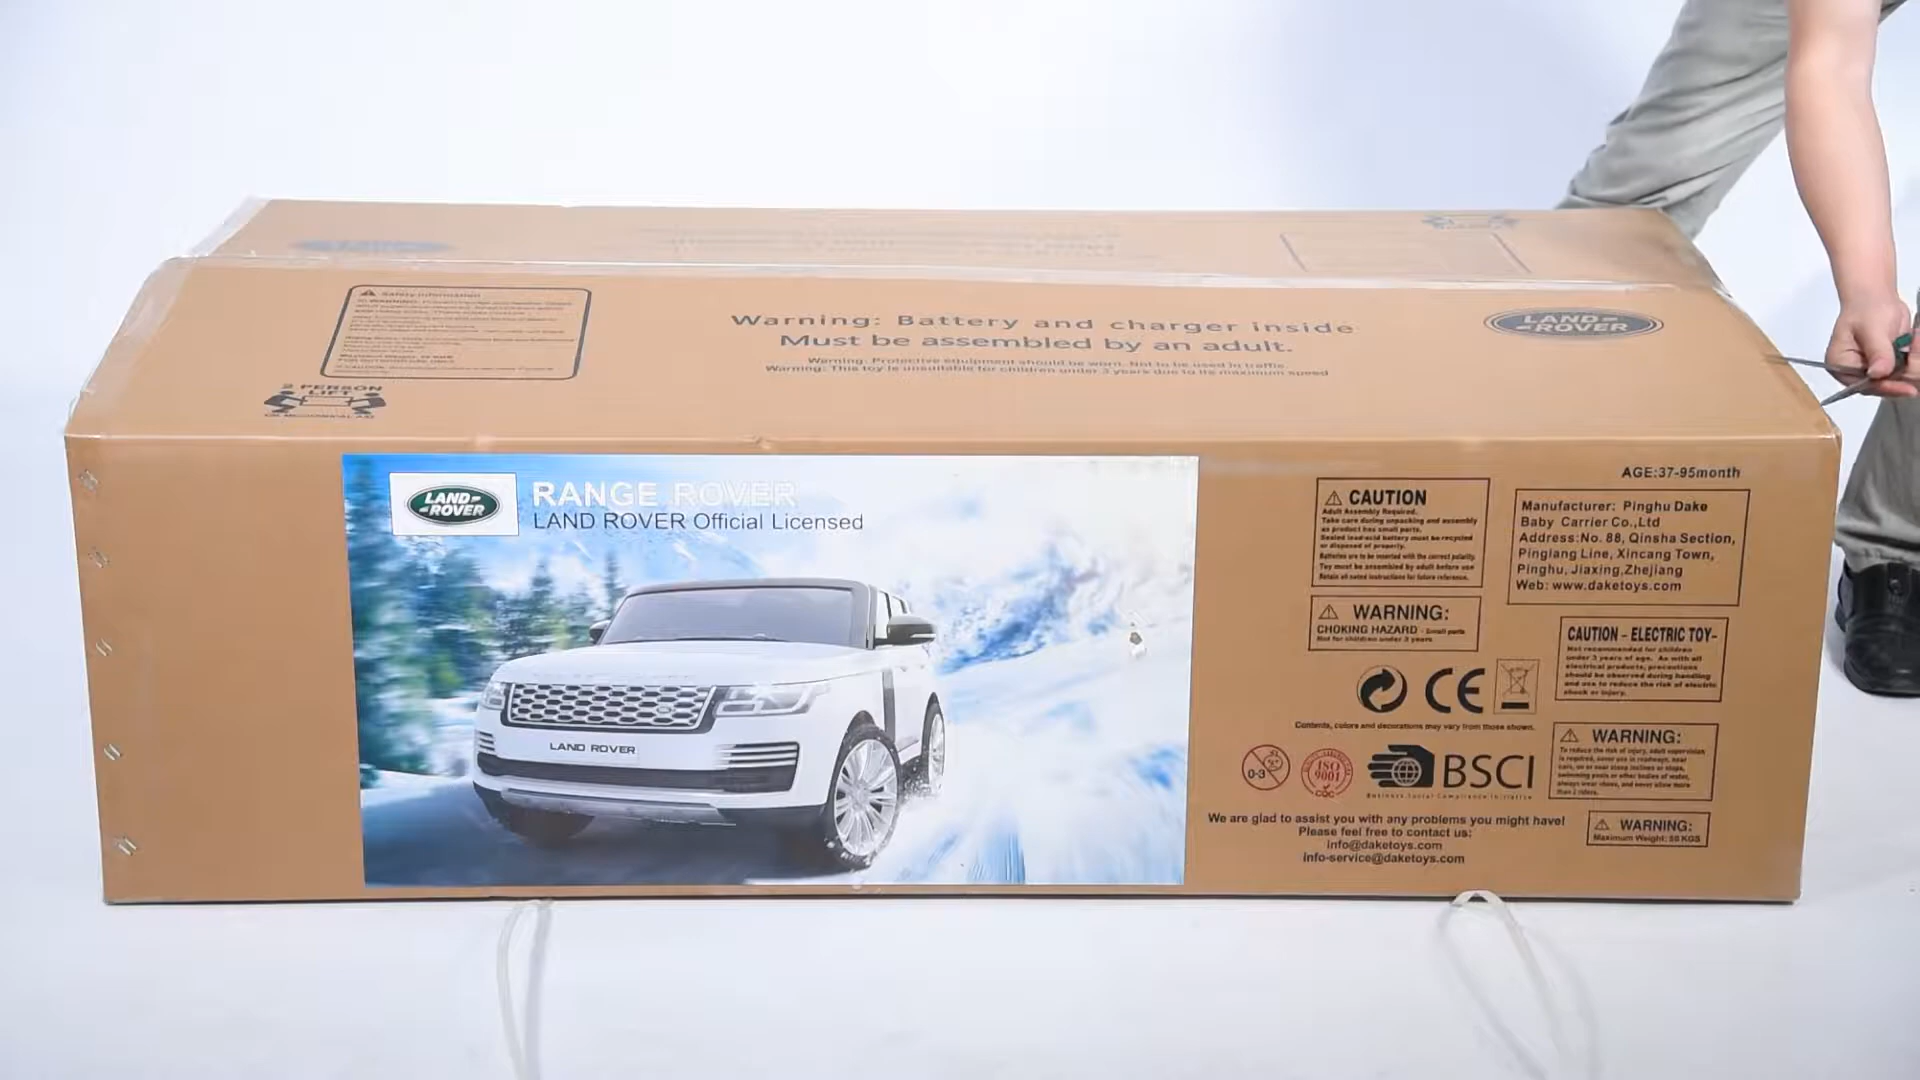 Safety Information
2 PERSON
LIFT
Warning: Battery and charger inside
Must be assembled by an adult.
Warning: Protective equipment should be worn. Not to be used in traffic.
Warning: This toy is unsuitable for children under 3 years due to its maximum speed
LAND-
-ROVER
LAND-
-ROVER
RANGE ROVER
LAND ROVER Official Licensed
LAND ROVER
AGE:37-95month
CAUTION
Adult Assembly Required.
Take care during unpacking and assembly
as product has small parts.
Sealed lead-acid battery must be recycled
or disposed of properly.
Batteries are to be inserted with the correct polarity.
Toy must be assembled by adult before use
Retain all noted instructions for future reference.
Manufacturer: Pinghu Dake
Baby Carrier Co.,Ltd
Address:No. 88, Qinsha Section,
Pinglang Line, Xincang Town,
Pinghu, Jiaxing,Zhejiang
Web: www.daketoys.com
WARNING:
CHOKING HAZARD - Small parts
Not for children under 3 years
CAUTION - ELECTRIC TOY-
Not recommended for children
under 3 years of age. As with all
electrical products, precautions
should be observed during handling
and use to reduce the risk of electric
shock or injury.
CE
Contents, colors and decorations may vary from those shown.
0-3
ISO
9001
CQC
BSCI
Business Social Compliance Initiative
WARNING:
To reduce the risk of injury, adult supervision
is required, never use in roadways, near
cars, on or near steep inclines or steps,
swimming pools or other bodies of water,
always wear shoes, and never allow more
than 2 riders.
WARNING:
Maximum Weight: 50 KGS
We are glad to assist you with any problems you might have!
Please feel free to contact us:
info@daketoys.com
info-service@daketoys.com